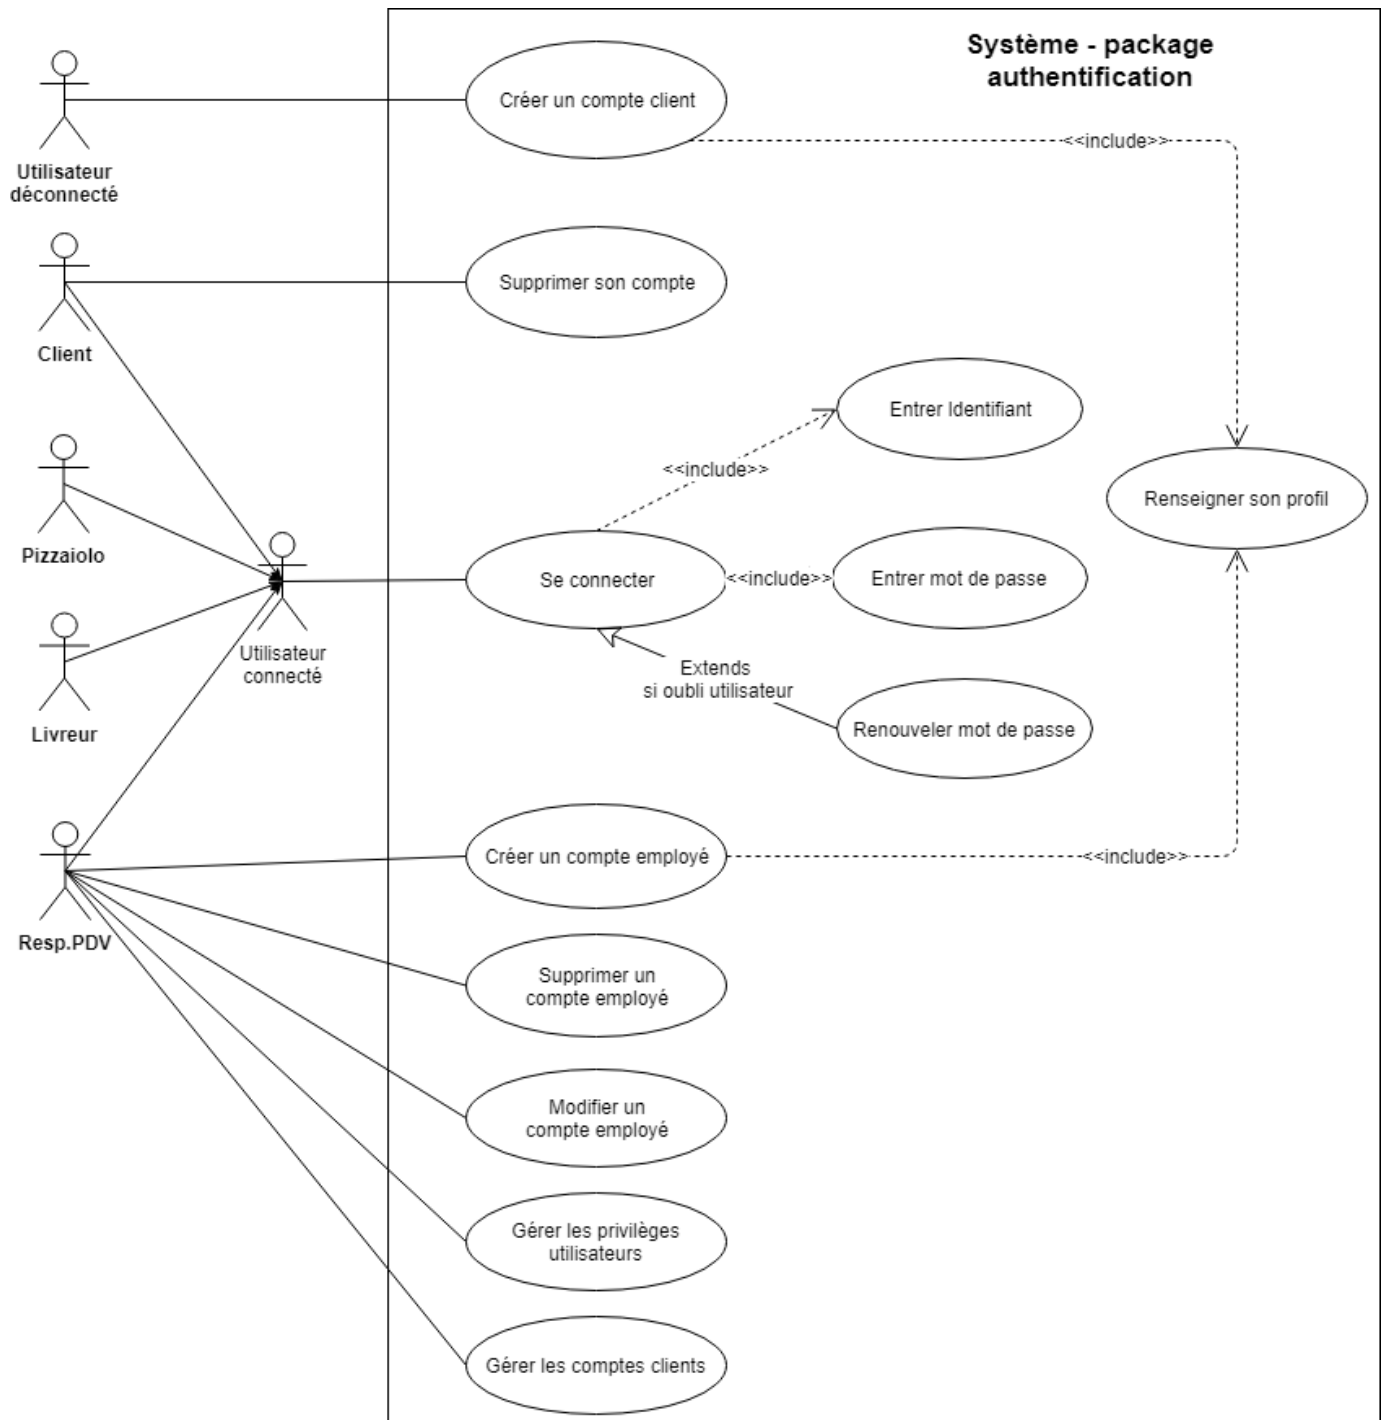 Système - package
authentification
Créer un compte client
<<include>>
Utilisateur
déconnecté
Supprimer son compte
Client
Entrer Identifiant
<<include>>
Renseigner son profil
Pizzaiolo
Se connecter
<<include>>
Entrer mot de passe
Utilisateur
connecté
Extends
si oubli utilisateur
Renouveler mot de passe
Livreur
Créer un compte employé
<<include>>
Resp.PDV
Supprimer un
compte employé
Modifier un
compte employé
Gérer les privilèges
utilisateurs
Gérer les comptes clients